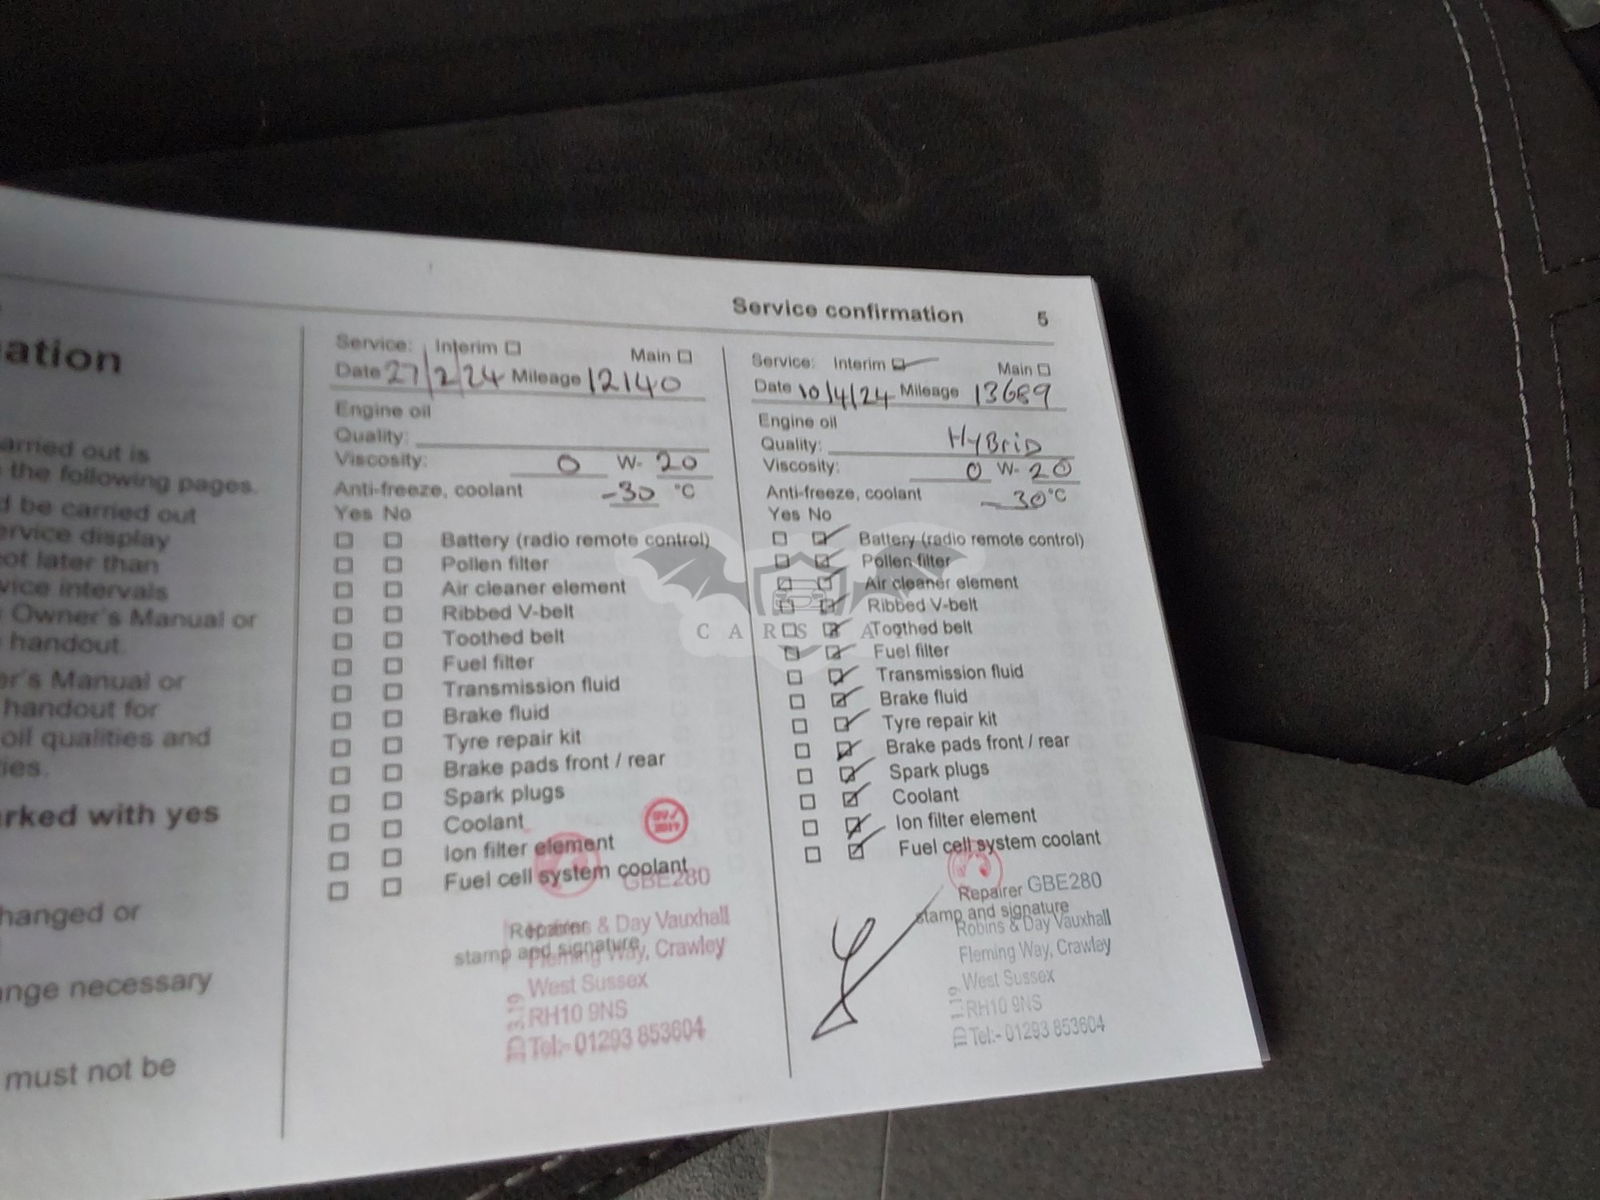 Service confirmation 5
ation
arried out is
the following pages.
d be carried out
ervice display
ot later than
vice intervals
Owner's Manual or
handout.
er's Manual or
handout for
oil qualities and
ies.
rked with yes
hanged or
nge necessary
must not be
Service: Interim Main
Date 27/2/24 Mileage 12140
Engine oil
Quality:
Viscosity: 0 W- 20
Anti-freeze, coolant -30 °C
Yes No
Battery (radio remote control)
Pollen filter
Air cleaner element
Ribbed V-belt
Toothed belt
Fuel filter
Transmission fluid
Brake fluid
Tyre repair kit
Brake pads front / rear
Spark plugs
Coolant
Ion filter element
Fuel cell system coolant
GBE280
Repairer
Robins & Day Vauxhall
stamp and signature
Fleming Way, Crawley
West Sussex
RH10 9NS
Tel:- 01293 853604
Service: Interim Main
Date 10/4/24 Mileage 13689
Engine oil
Quality: HyBriD
Viscosity: 0 W- 20
Anti-freeze, coolant -30 °C
Yes No
Battery (radio remote control)
Pollen filter
Air cleaner element
Ribbed V-belt
Toothed belt
Fuel filter
Transmission fluid
Brake fluid
Tyre repair kit
Brake pads front / rear
Spark plugs
Coolant
Ion filter element
Fuel cell system coolant
Repairer GBE280
stamp and signature
Robins & Day Vauxhall
Fleming Way, Crawley
West Sussex
RH10 9NS
Tel:- 01293 853604